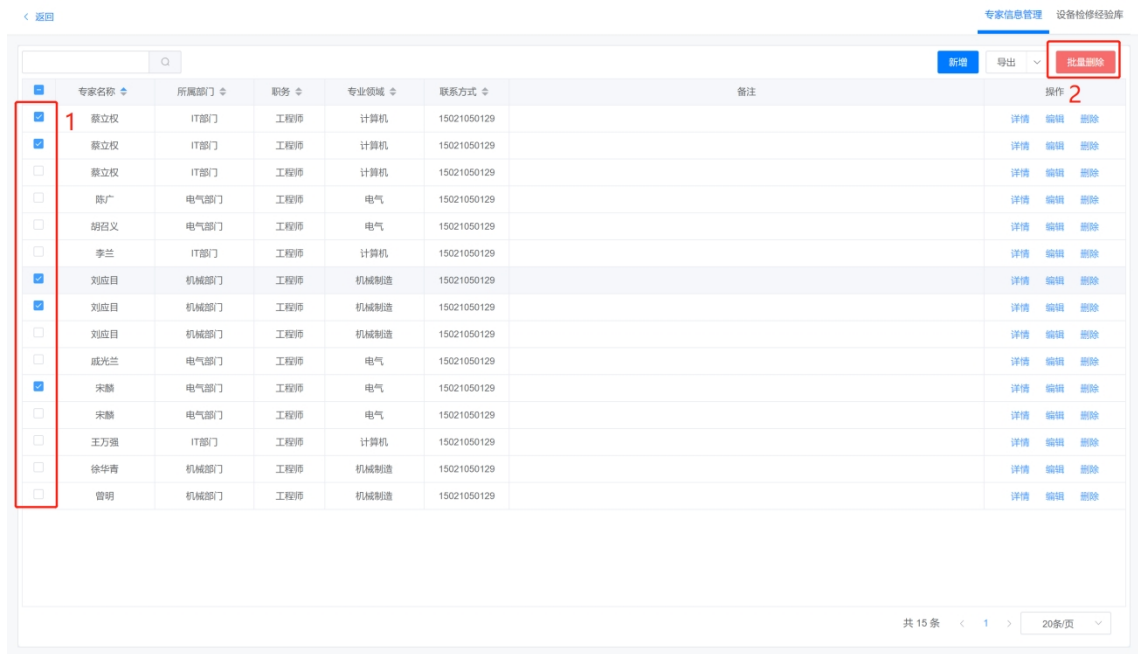 返回 专家信息管理 设备检修经验库
新增 导出 批量删除
专家名称 所属部门 职务 专业领域 联系方式 备注 操作 2
1 蔡立权 IT部门 工程师 计算机 15021050129 详情 编辑 删除
蔡立权 IT部门 工程师 计算机 15021050129 详情 编辑 删除
蔡立权 IT部门 工程师 计算机 15021050129 详情 编辑 删除
陈广 电气部门 工程师 电气 15021050129 详情 编辑 删除
胡召义 电气部门 工程师 电气 15021050129 详情 编辑 删除
李兰 IT部门 工程师 计算机 15021050129 详情 编辑 删除
刘应目 机械部门 工程师 机械制造 15021050129 详情 编辑 删除
刘应目 机械部门 工程师 机械制造 15021050129 详情 编辑 删除
刘应目 机械部门 工程师 机械制造 15021050129 详情 编辑 删除
戚光兰 电气部门 工程师 电气 15021050129 详情 编辑 删除
宋麟 电气部门 工程师 电气 15021050129 详情 编辑 删除
宋麟 电气部门 工程师 电气 15021050129 详情 编辑 删除
王万强 IT部门 工程师 计算机 15021050129 详情 编辑 删除
徐华青 机械部门 工程师 机械制造 15021050129 详情 编辑 删除
曾明 机械部门 工程师 机械制造 15021050129 详情 编辑 删除
共 15 条 1 20条/页